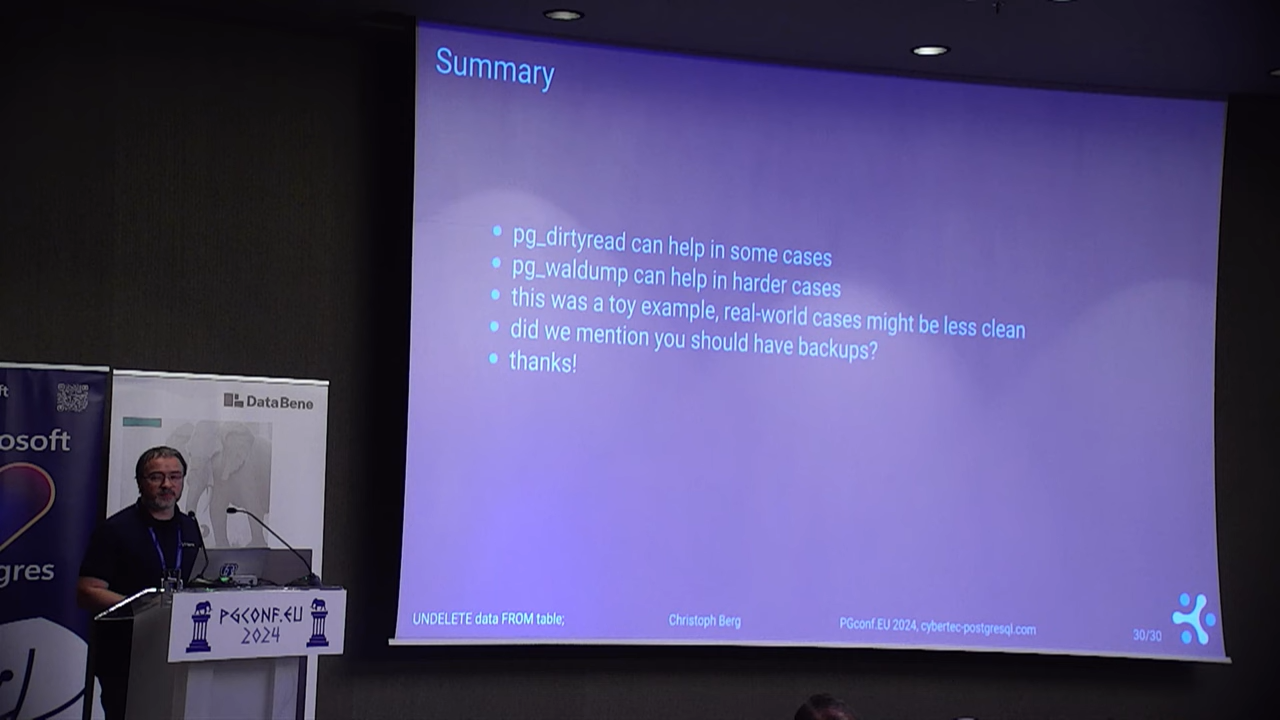 Summary
pg_dirtyread can help in some cases
pg_waldump can help in harder cases
this was a toy example, real-world cases might be less clean
did we mention you should have backups?
thanks!
UNDELETE data FROM table;
Christoph Berg
PGconf.EU 2024, cybertec-postgresql.com
30/30
DataBene
ft
osoft
gres
PGCONF.EU
2024